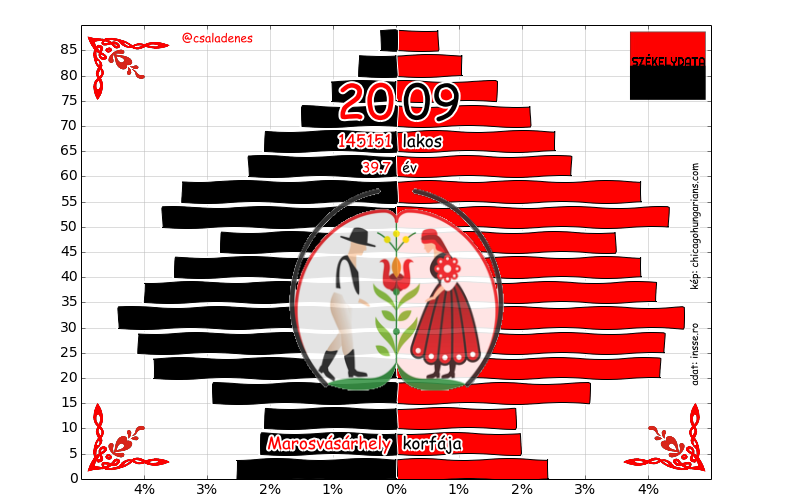 @csaladenes
SZÉKELYDATA
2009
145151 lakos
39.7 év
kép: chicagohungarians.com
adat: insse.ro
Marosvásárhely korfája
85
80
75
70
65
60
55
50
45
40
35
30
25
20
15
10
5
0
4% 3% 2% 1% 0% 1% 2% 3% 4%